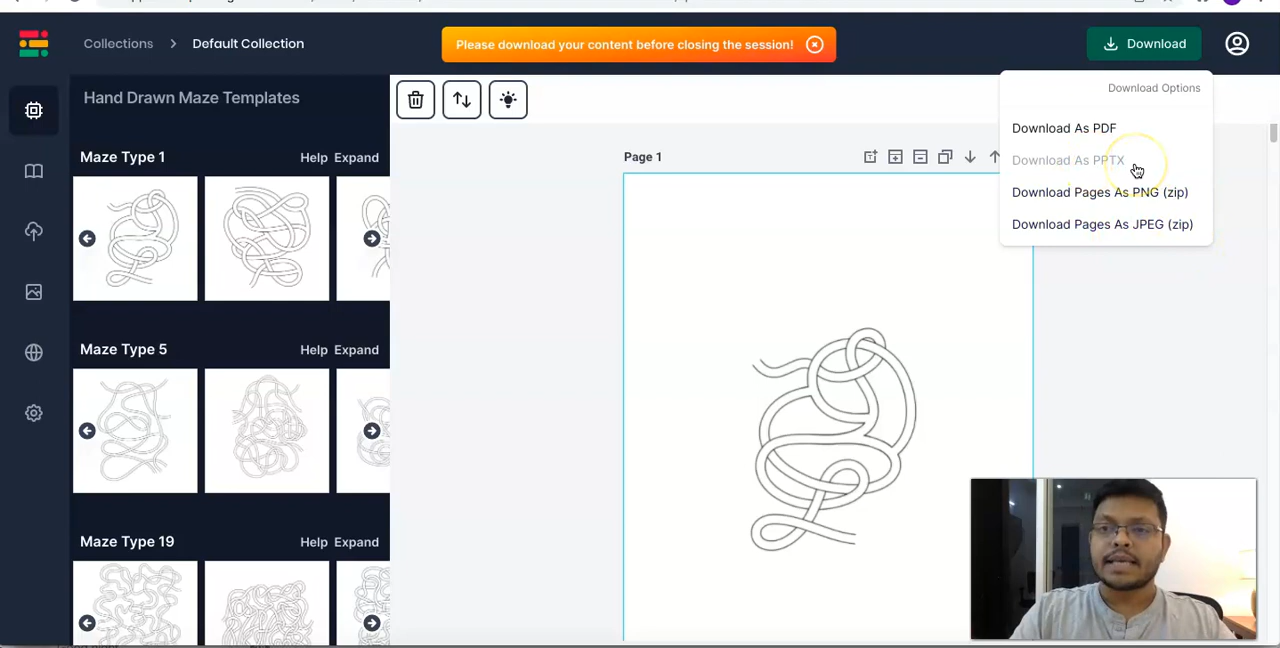 Collections > Default Collection
Please download your content before closing the session!
Download
Hand Drawn Maze Templates
Download Options
Download As PDF
Download As PPTX
Download Pages As PNG (zip)
Download Pages As JPEG (zip)
Maze Type 1
Help Expand
Page 1
Maze Type 5
Help Expand
Maze Type 19
Help Expand